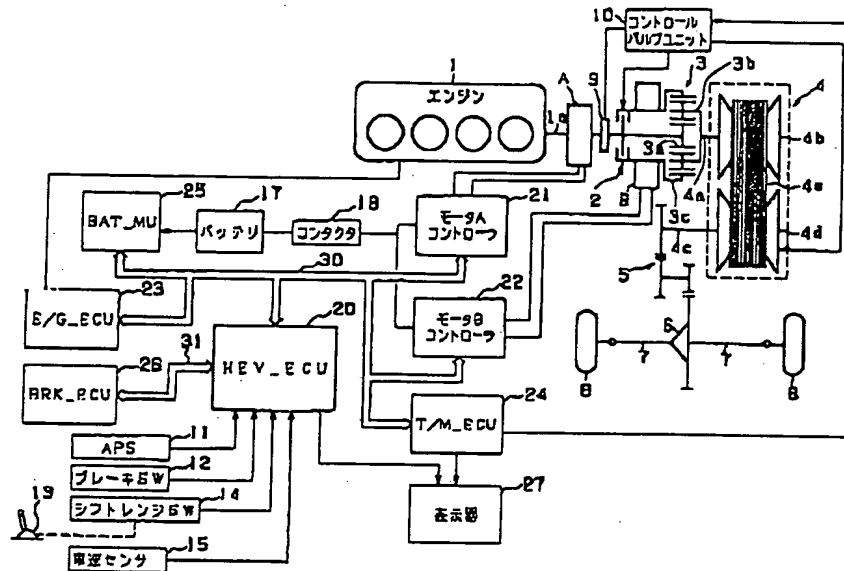 10
コントロール
バルブユニット
1
エンジン
1a
A
9
3
3b
4
3a
4b
4a
4e
2
B
3c
4c
4d
5
25
BAT_MU
17
バッテリ
18
コンタクタ
21
モータA
コントローラ
30
23
E/G_ECU
20
HEV_ECU
22
モータB
コントローラ
31
26
BRK_ECU
6
7
7
8
8
24
T/M_ECU
11
APS
12
ブレーキSW
19
14
シフトレンジSW
15
車速センサ
27
表示器